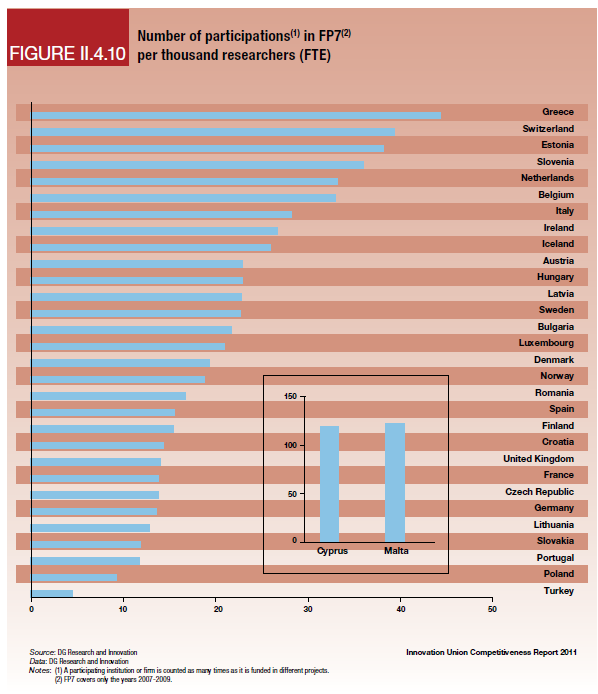 FIGURE II.4.10
Number of participations(1) in FP7(2)
per thousand researchers (FTE)
Greece
Switzerland
Estonia
Slovenia
Netherlands
Belgium
Italy
Ireland
Iceland
Austria
Hungary
Latvia
Sweden
Bulgaria
Luxembourg
Denmark
Norway
Romania
Spain
Finland
Croatia
United Kingdom
France
Czech Republic
Germany
Lithuania
Slovakia
Portugal
Poland
Turkey
150
100
50
0
Cyprus Malta
0 10 20 30 40 50
Source: DG Research and Innovation
Innovation Union Competitiveness Report 2011
Data: DG Research and Innovation
Notes: (1) A participating institution or firm is counted as many times as it is funded in different projects.
(2) FP7 covers only the years 2007-2009.